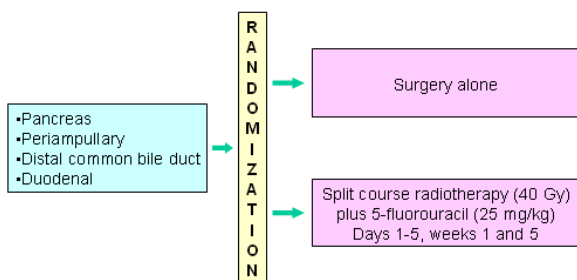 ▪Pancreas
▪Periampullary
▪Distal common bile duct
▪Duodenal
RANDOMIZATION
Surgery alone
Split course radiotherapy (40 Gy)
plus 5-fluorouracil (25 mg/kg)
Days 1-5, weeks 1 and 5